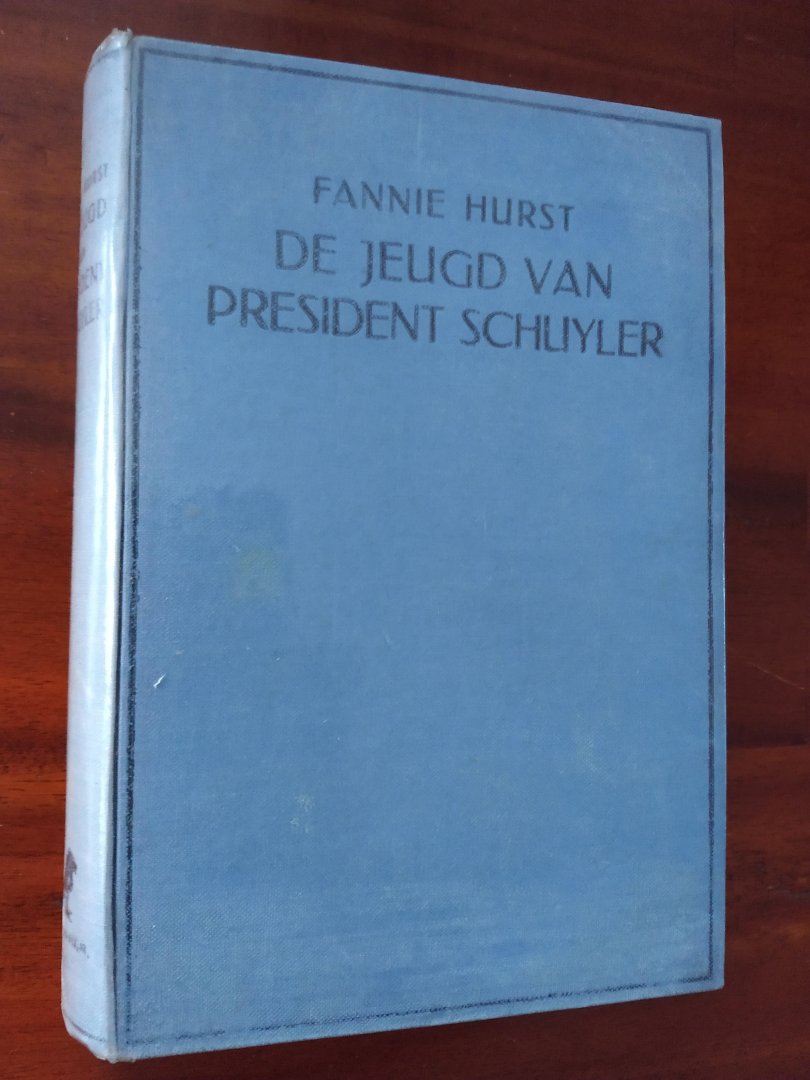 FANNIE HURST
DE JEUGD VAN
PRESIDENT SCHUYLER